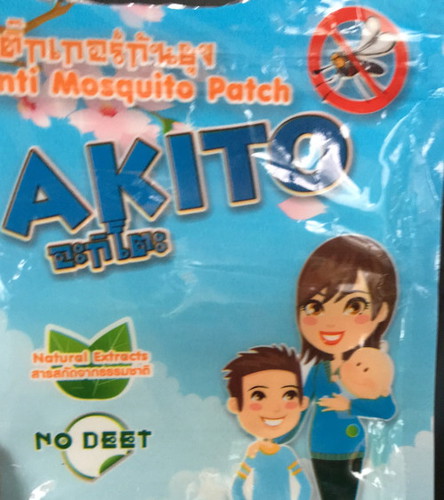 ติ๊กเกอร์กันยุง
nti Mosquito Patch
AKITO
อะกิโตะ
Natural Extracts
สารสกัดจากธรรมชาติ
NO DEET